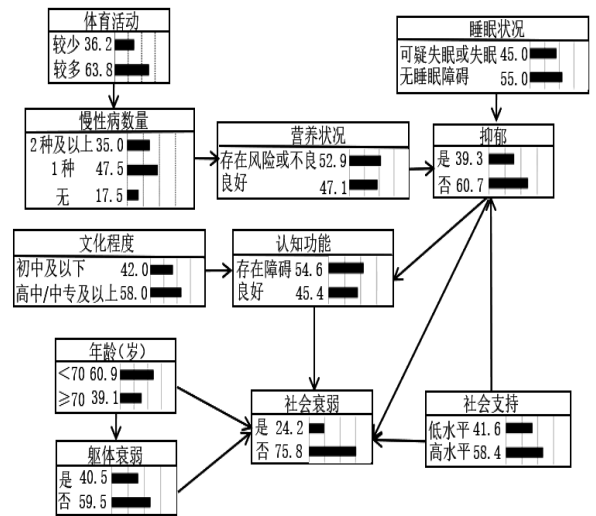 体育活动
较少 36.2
较多 63.8
睡眠状况
可疑失眠或失眠 45.0
无睡眠障碍 55.0
慢性病数量
2种及以上 35.0
1种 47.5
无 17.5
营养状况
存在风险或不良 52.9
良好 47.1
抑郁
是 39.3
否 60.7
文化程度
初中及以下 42.0
高中/中专及以上 58.0
认知功能
存在障碍 54.6
良好 45.4
年龄(岁)
<70 60.9
≥70 39.1
社会衰弱
是 24.2
否 75.8
社会支持
低水平 41.6
高水平 58.4
躯体衰弱
是 40.5
否 59.5